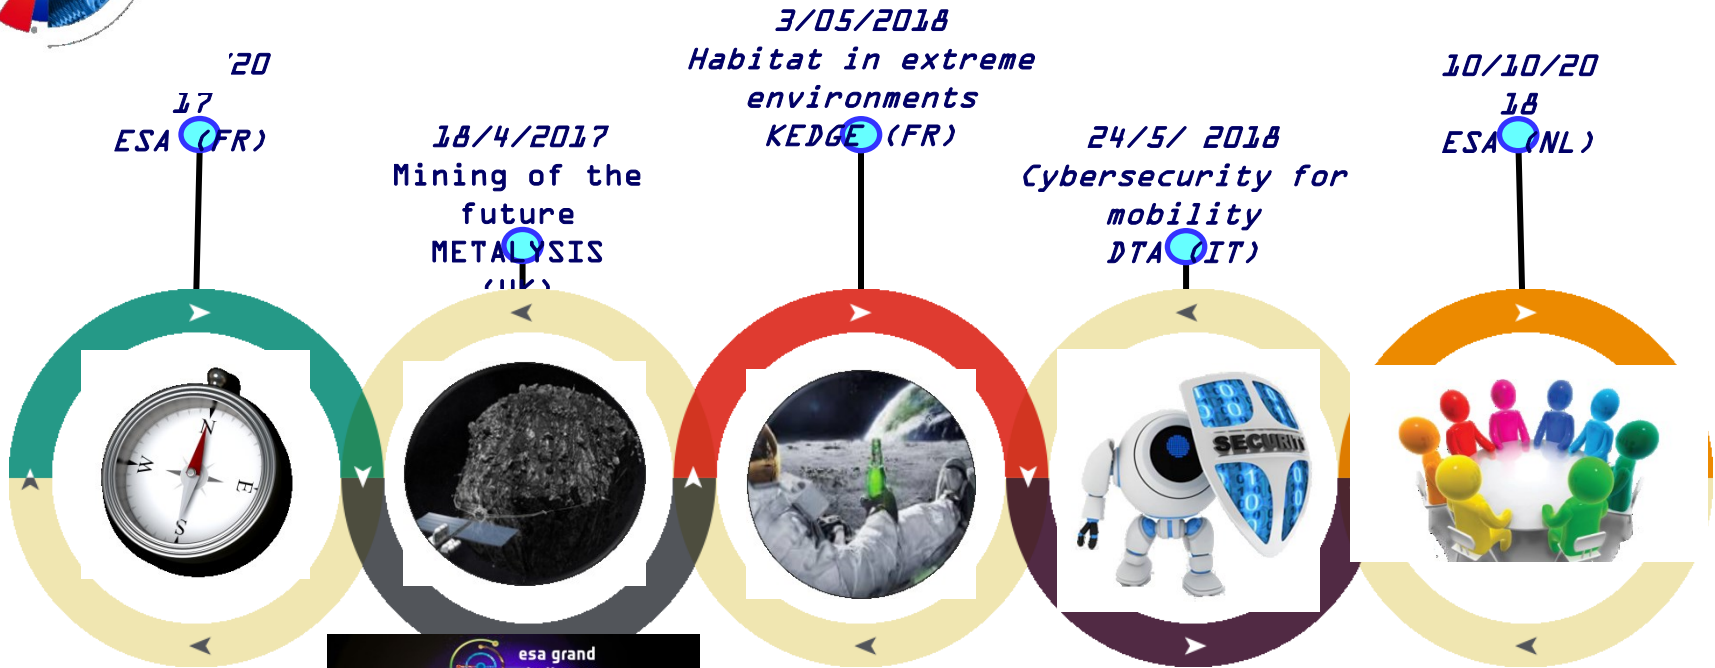 '20
17
ESA (FR)
18/4/2017
Mining of the
future
METALYSIS
(UK)
3/05/2018
Habitat in extreme
environments
KEDGE (FR)
24/5/ 2018
Cybersecurity for
mobility
DTA (IT)
10/10/20
18
ESA (NL)
N
W
E
S
SECURITY
esa grand